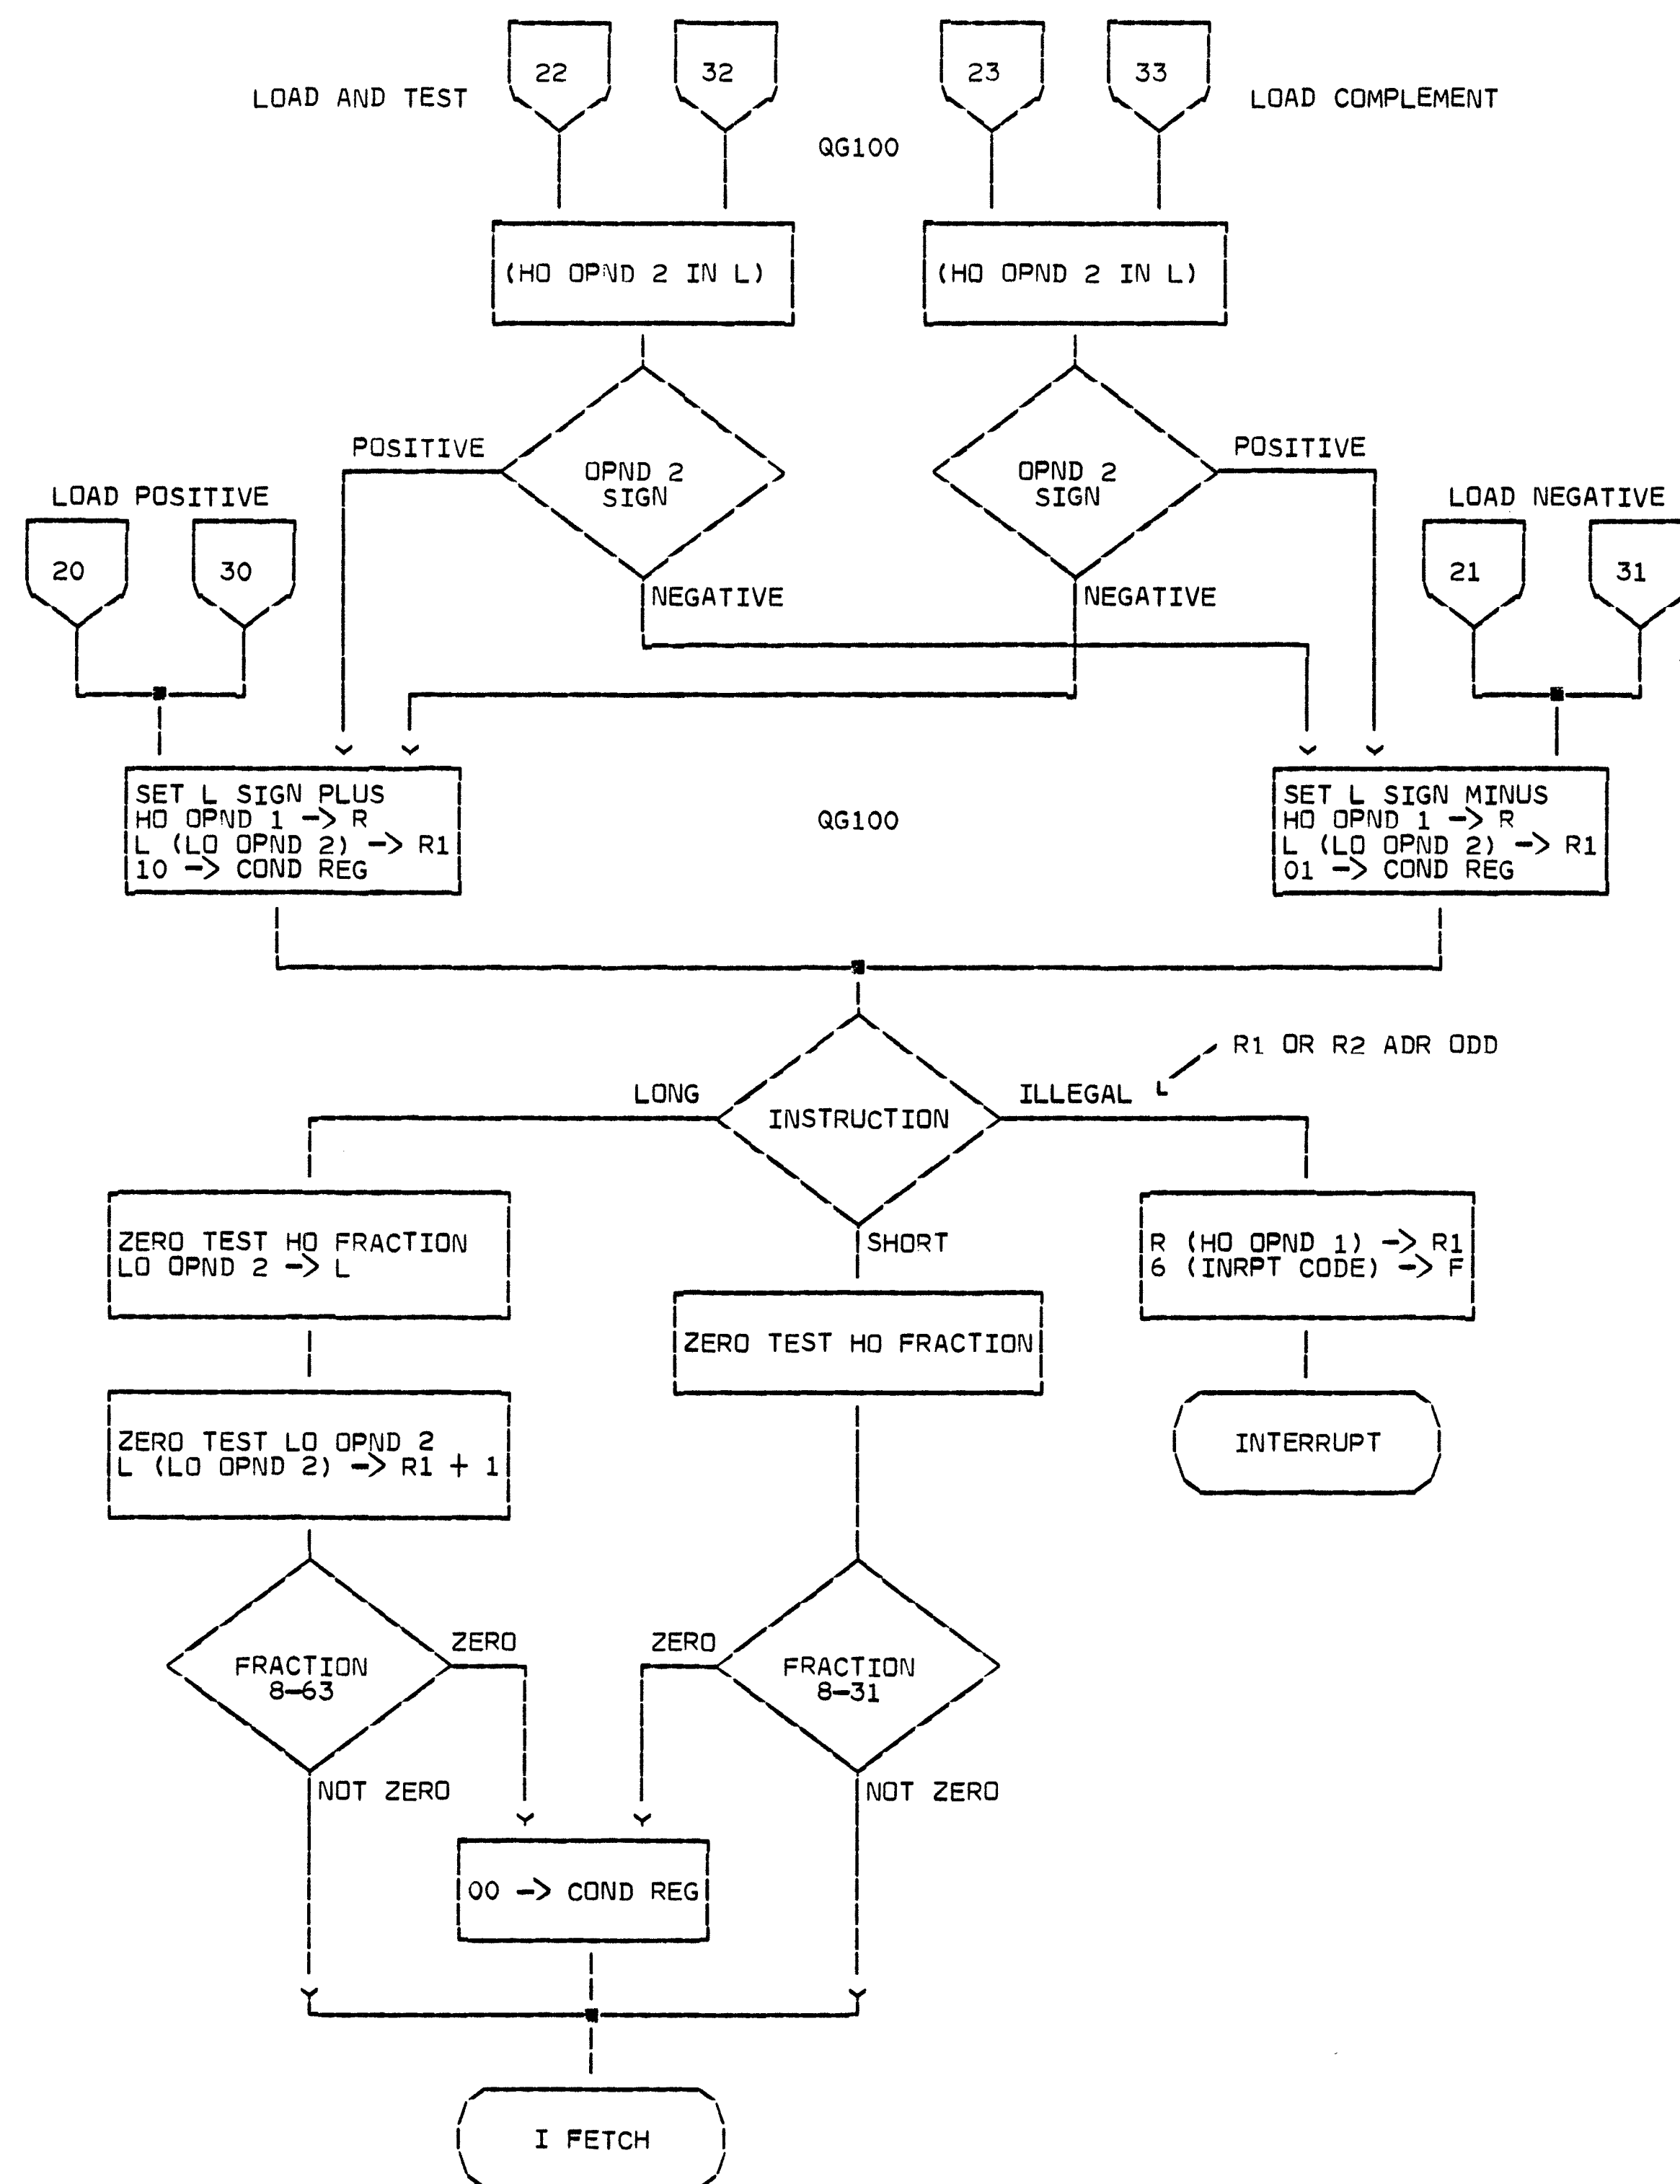 22
32
23
33
LOAD AND TEST
LOAD COMPLEMENT
QG100
(HO OPND 2 IN L)
(HO OPND 2 IN L)
POSITIVE
OPND 2
SIGN
NEGATIVE
OPND 2
SIGN
POSITIVE
NEGATIVE
LOAD POSITIVE
20
30
LOAD NEGATIVE
21
31
SET L SIGN PLUS
HO OPND 1 -> R
L (LO OPND 2) -> R1
10 -> COND REG
QG100
SET L SIGN MINUS
HO OPND 1 -> R
L (LO OPND 2) -> R1
01 -> COND REG
R1 OR R2 ADR ODD
LONG
INSTRUCTION
ILLEGAL
SHORT
ZERO TEST HO FRACTION
LO OPND 2 -> L
ZERO TEST HO FRACTION
R (HO OPND 1) -> R1
6 (INRPT CODE) -> F
ZERO TEST LO OPND 2
L (LO OPND 2) -> R1 + 1
INTERRUPT
FRACTION
8-63
ZERO
NOT ZERO
ZERO
FRACTION
8-31
NOT ZERO
00 -> COND REG
I FETCH